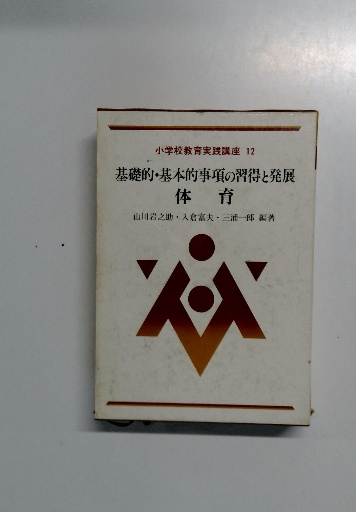 小学校教育実践講座 12
基礎的・基本的事項の習得と発展
体 育
山川岩之助・入倉富夫・三浦一郎 編著